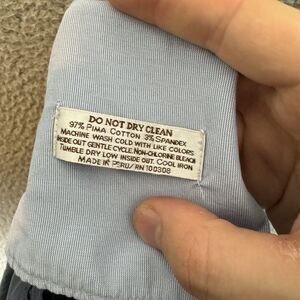 DO NOT DRY CLEAN
97% PIMA COTTON 3% SPANDEX
MACHINE WASH COLD WITH LIKE COLORS
INSIDE OUT GENTLE CYCLE. NON-CHLORINE BLEACH
TUMBLE DRY LOW INSIDE OUT. COOL IRON
MADE IN PERU/RN 100308